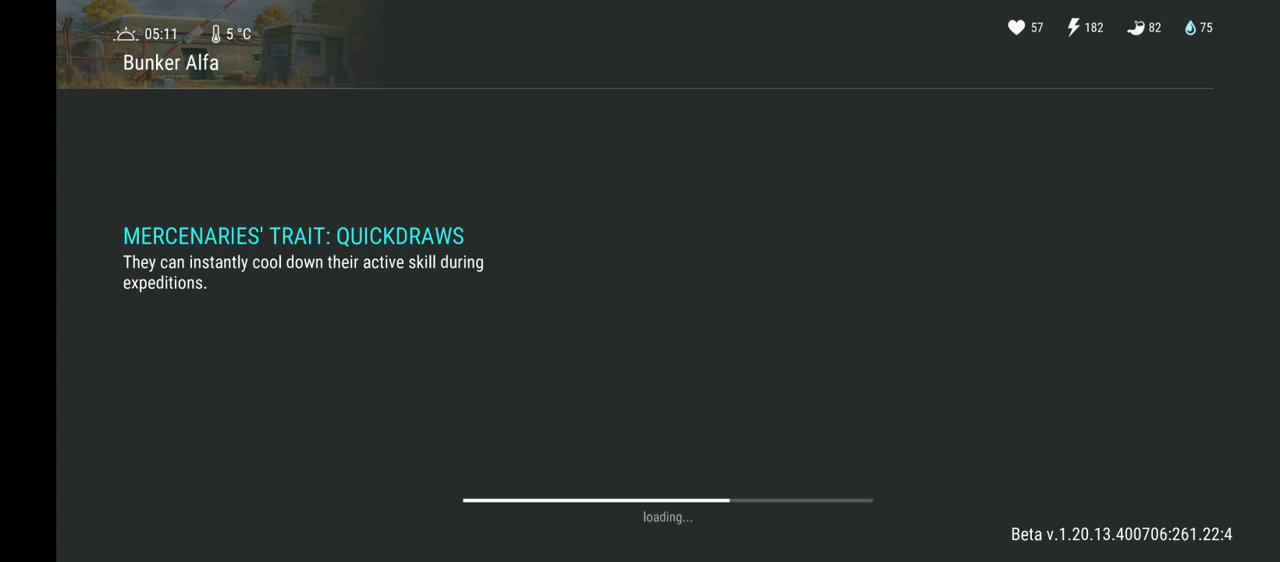 05:11 5 °C
57 182 82 75
Bunker Alfa
MERCENARIES' TRAIT: QUICKDRAWS
They can instantly cool down their active skill during
expeditions.
loading...
Beta v.1.20.13.400706:261.22:4